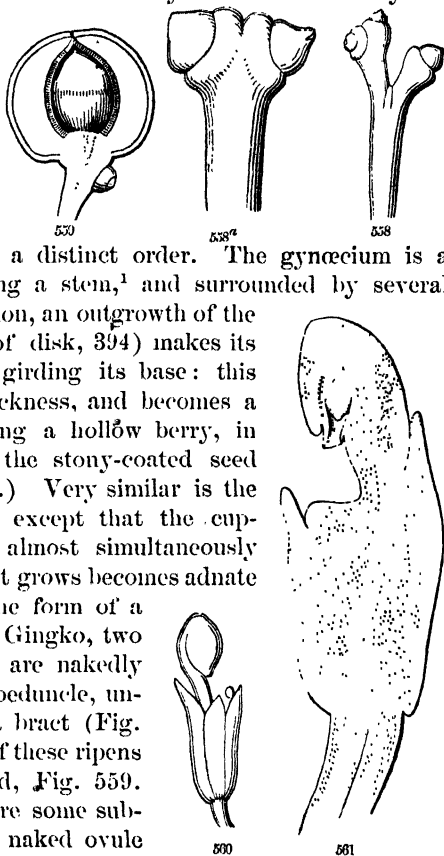 559
558ª
558
a distinct order. The gynœcium is a
ng a stem,¹ and surrounded by several
ion, an outgrowth of the
of disk, 394) makes its
girding its base: this
ckness, and becomes a
ng a hollow berry, in
the stony-coated seed
.) Very similar is the
except that the cup-
almost simultaneously
t grows becomes adnate
ne form of a
Gingko, two
are nakedly
peduncle, un-
bract (Fig.
f these ripens
d, Fig. 559.
re some sub-
naked ovule
560
561